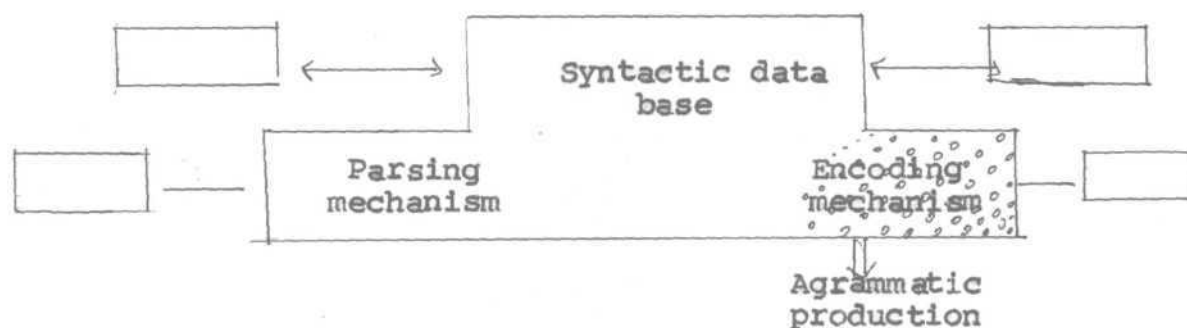 Syntactic data
base
Parsing
mechanism
Encoding
mechanism
Agrammatic
production